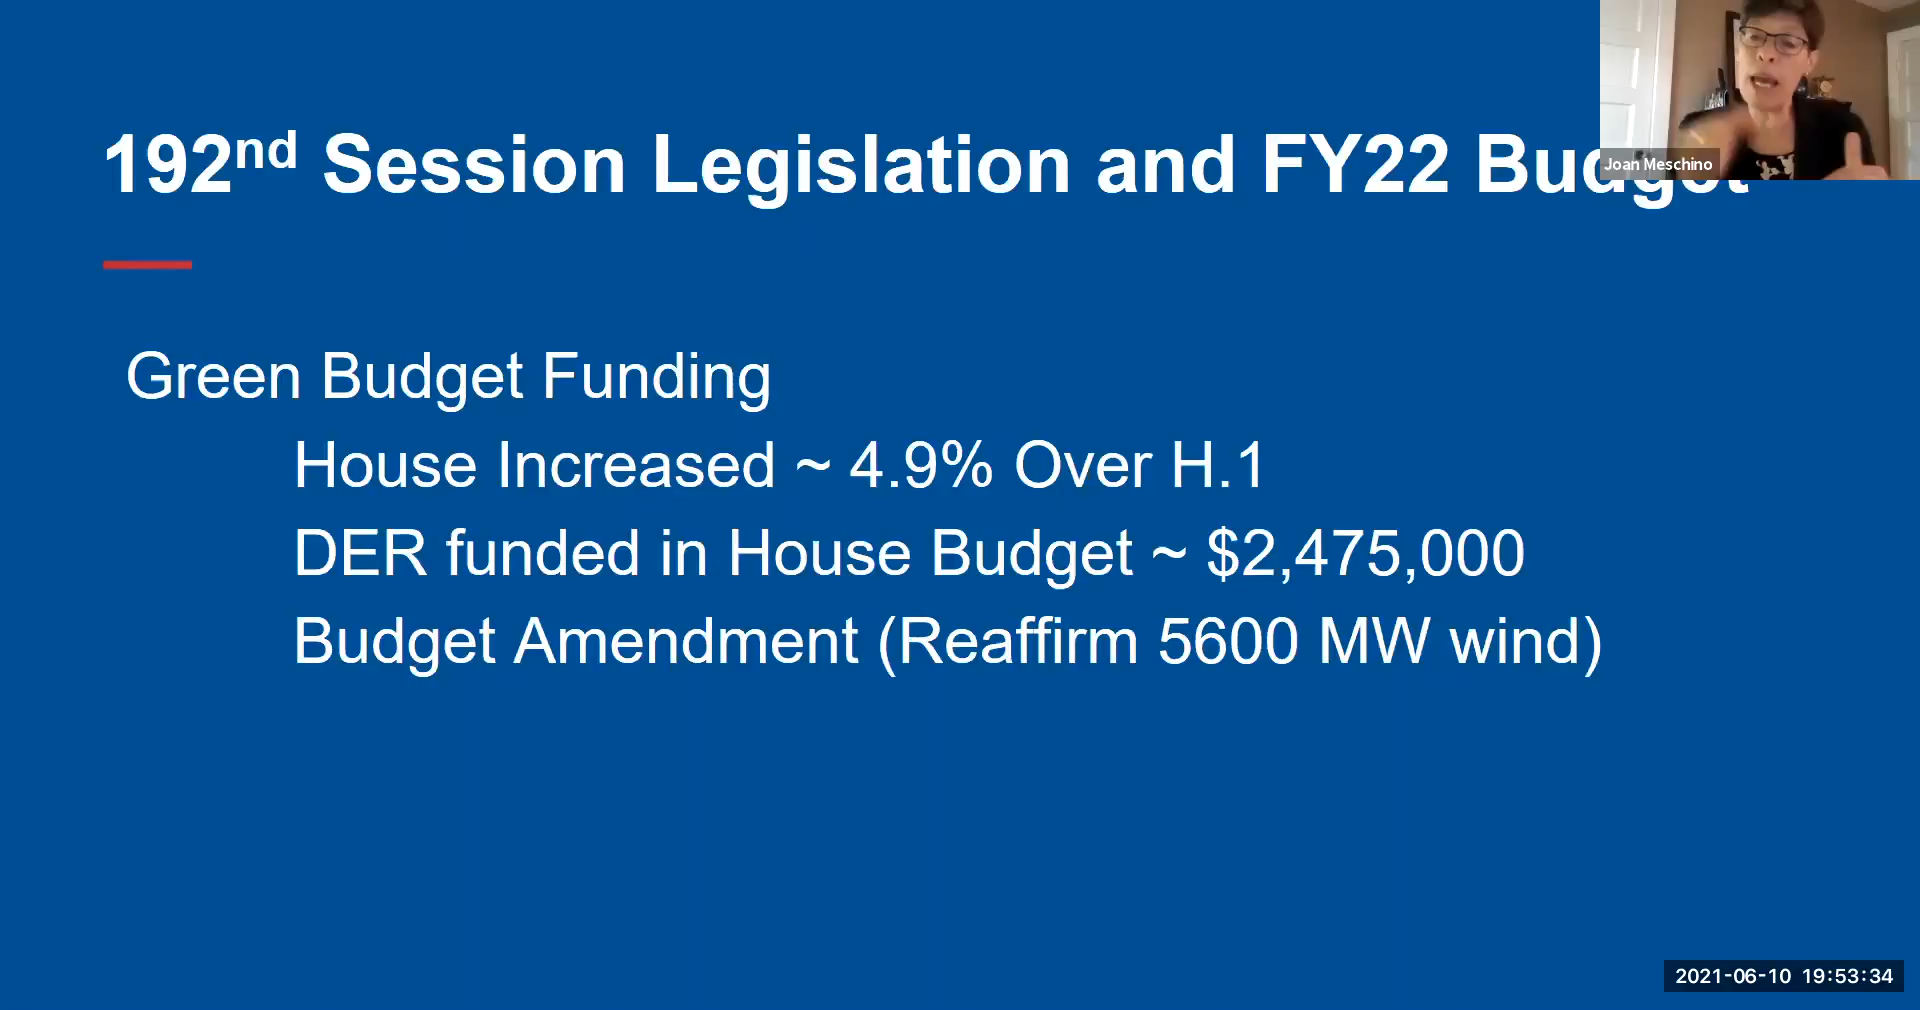 192nd Session Legislation and FY22 Budget
Joan Meschino
Green Budget Funding
House Increased ~ 4.9% Over H.1
DER funded in House Budget ~ $2,475,000
Budget Amendment (Reaffirm 5600 MW wind)
2021-06-10 19:53:34